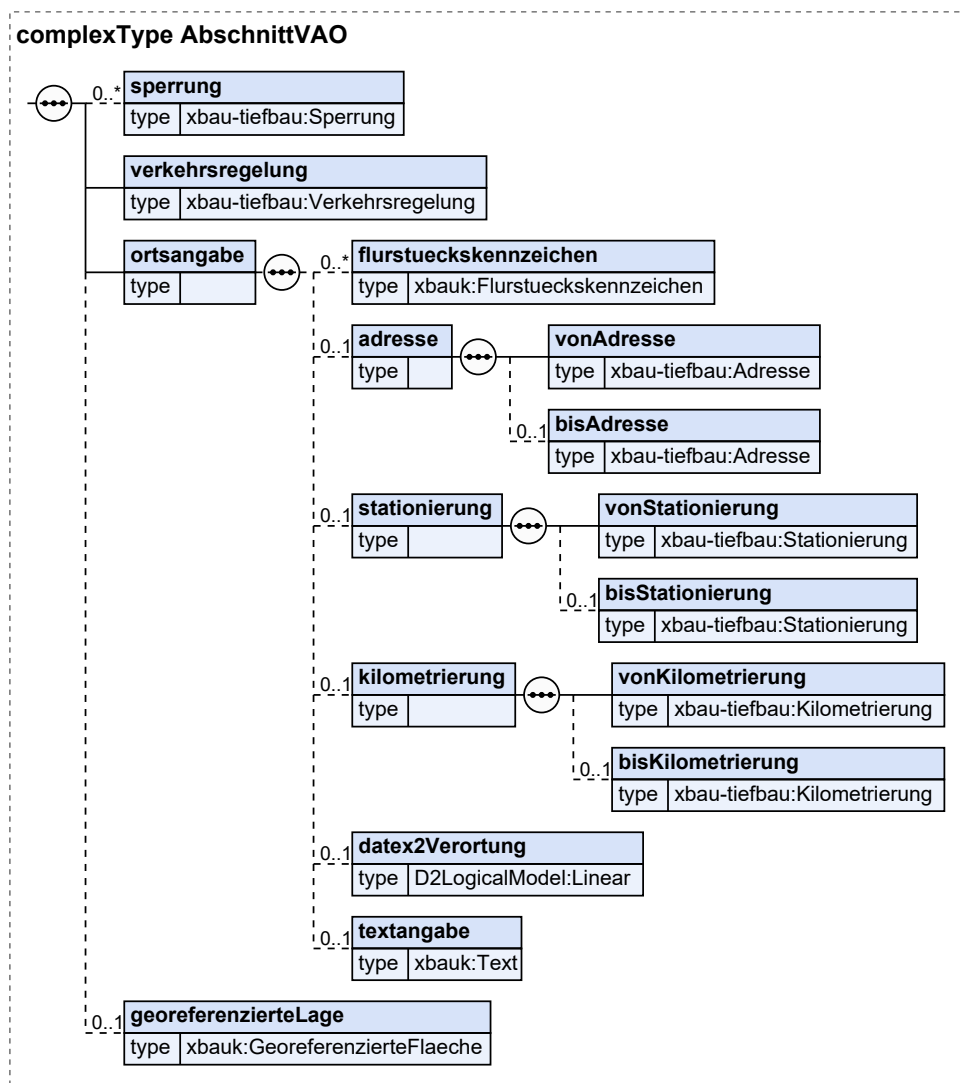 complexType AbschnittVAO
0..* sperrung
type xbau-tiefbau:Sperrung
verkehrsregelung
type xbau-tiefbau:Verkehrsregelung
ortsangabe
type
0..* flurstueckskennzeichen
type xbauk:Flurstueckskennzeichen
0..1 adresse
type
vonAdresse
type xbau-tiefbau:Adresse
0..1 bisAdresse
type xbau-tiefbau:Adresse
0..1 stationierung
type
vonStationierung
type xbau-tiefbau:Stationierung
0..1 bisStationierung
type xbau-tiefbau:Stationierung
0..1 kilometrierung
type
vonKilometrierung
type xbau-tiefbau:Kilometrierung
0..1 bisKilometrierung
type xbau-tiefbau:Kilometrierung
0..1 datex2Verortung
type D2LogicalModel:Linear
0..1 textangabe
type xbauk:Text
0..1 georeferenzierteLage
type xbauk:GeoreferenzierteFlaeche